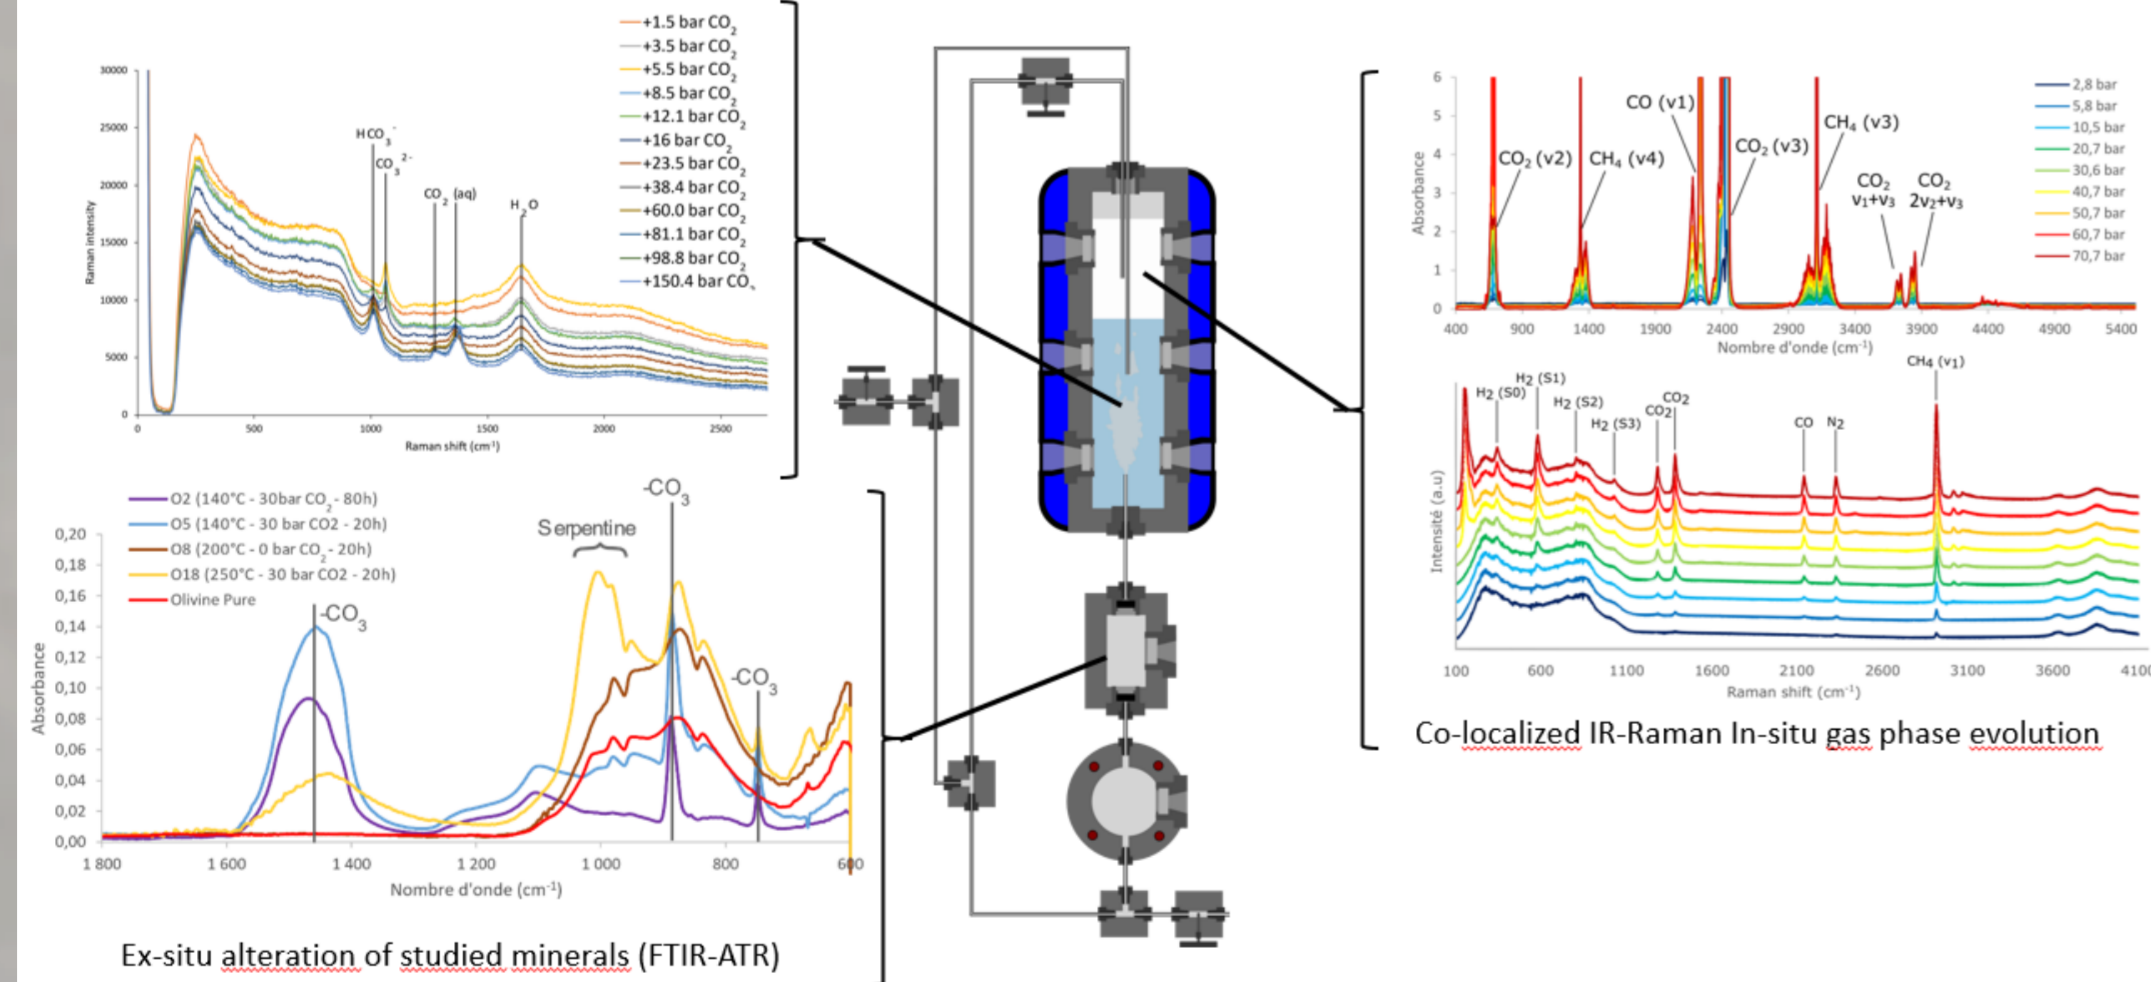 +1.5 bar CO2
+3.5 bar CO2
+5.5 bar CO2
+8.5 bar CO2
+12.1 bar CO2
+16 bar CO2
+23.5 bar CO2
+38.4 bar CO2
+60.0 bar CO2
+81.1 bar CO2
+98.8 bar CO2
+150.4 bar CO2
30000
25000
20000
15000
10000
5000
0
Raman intensity
HCO3-
CO3 2-
CO2 (aq)
H2O
0 500 1000 1500 2000 2500
Raman shift (cm-1)
O2 (140°C - 30bar CO2 - 80h)
O5 (140°C - 30 bar CO2 - 20h)
O8 (200°C - 0 bar CO2 - 20h)
O18 (250°C - 30 bar CO2 - 20h)
Olivine Pure
0,20
0,18
0,16
0,14
0,12
0,10
0,08
0,06
0,04
0,02
0,00
Absorbance
-CO3
Serpentine
-CO3
-CO3
1 800 1 600 1 400 1 200 1 000 800 600
Nombre d'onde (cm-1)
Ex-situ alteration of studied minerals (FTIR-ATR)
6
5
4
3
2
1
0
Absorbance
CO2 (v2)
CH4 (v4)
CO (v1)
CO2 (v3)
CH4 (v3)
CO2
v1+v3
CO2
2v2+v3
2,8 bar
5,8 bar
10,5 bar
20,7 bar
30,6 bar
40,7 bar
50,7 bar
60,7 bar
70,7 bar
400 900 1400 1900 2400 2900 3400 3900 4400 4900 5400
Nombre d'onde (cm-1)
Intensité (a.u)
H2 (S0)
H2 (S1)
H2 (S2)
H2 (S3)
CO2
CO2
CO
N2
CH4 (v1)
100 600 1100 1600 2100 2600 3100 3600 4100
Raman shift (cm-1)
Co-localized IR-Raman In-situ gas phase evolution